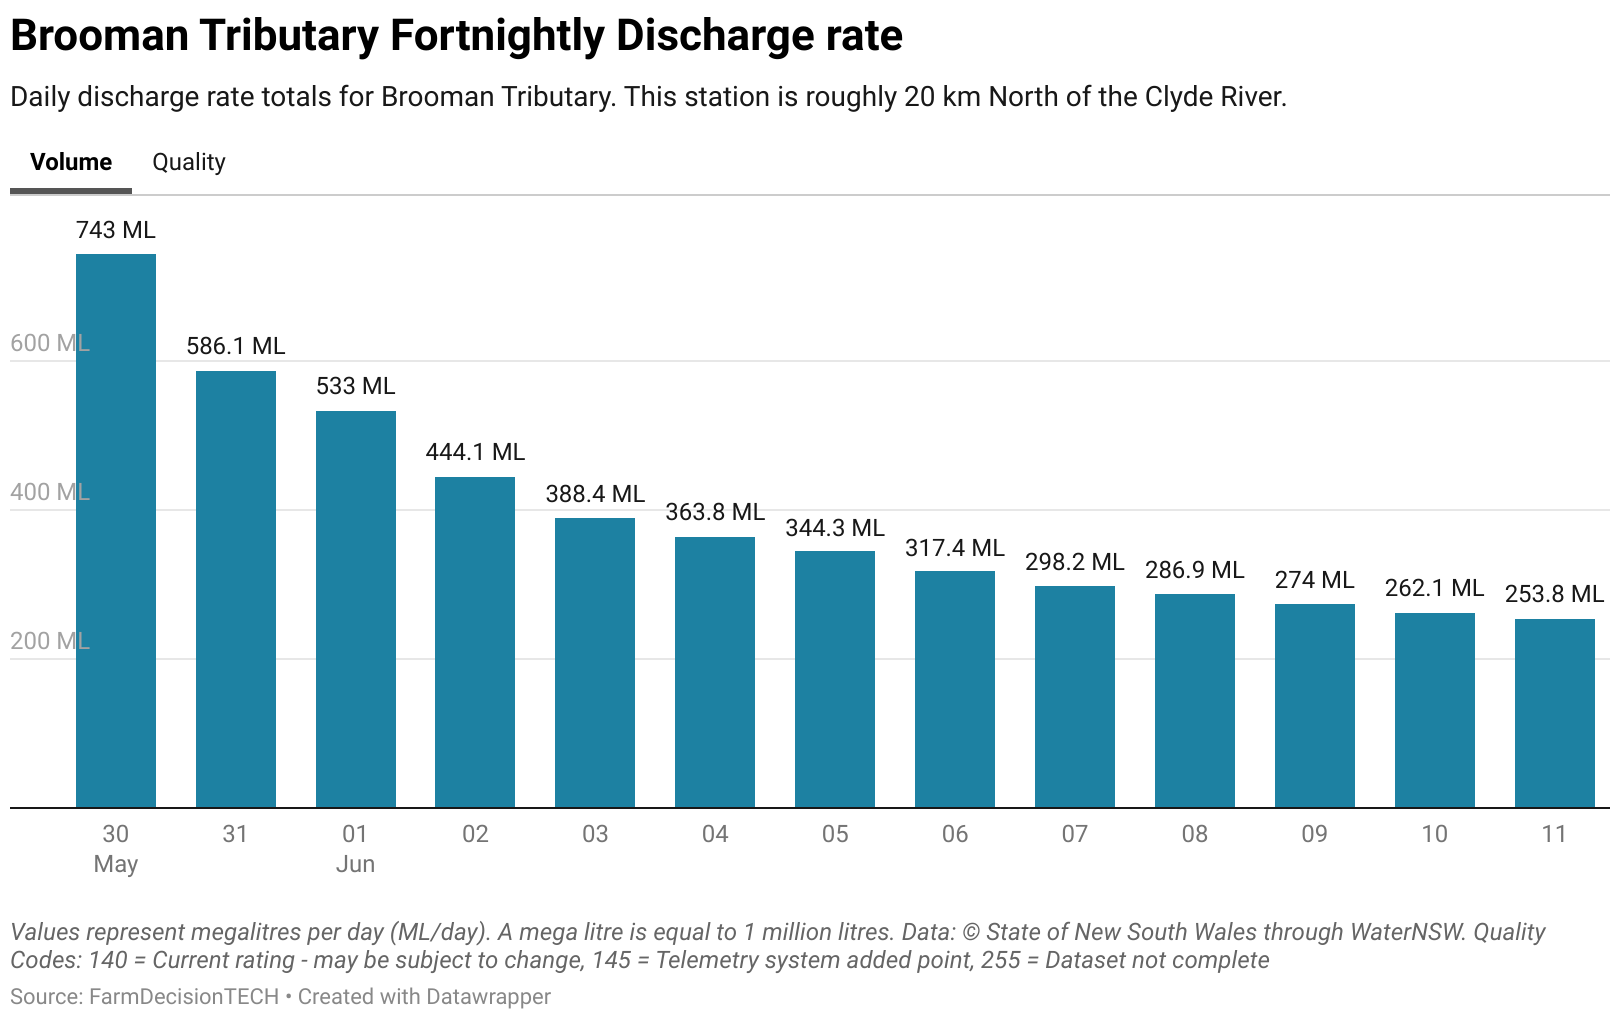 Brooman Tributary Fortnightly Discharge rate
Daily discharge rate totals for Brooman Tributary. This station is roughly 20 km North of the Clyde River.
Volume Quality
743 ML
600 ML
586.1 ML
533 ML
444.1 ML
400 ML
388.4 ML
363.8 ML
344.3 ML
317.4 ML
298.2 ML
286.9 ML
274 ML
262.1 ML
253.8 ML
200 ML
30 31 01 02 03 04 05 06 07 08 09 10 11
May Jun
Values represent megalitres per day (ML/day). A mega litre is equal to 1 million litres. Data: © State of New South Wales through WaterNSW. Quality
Codes: 140 = Current rating - may be subject to change, 145 = Telemetry system added point, 255 = Dataset not complete
Source: FarmDecisionTECH • Created with Datawrapper